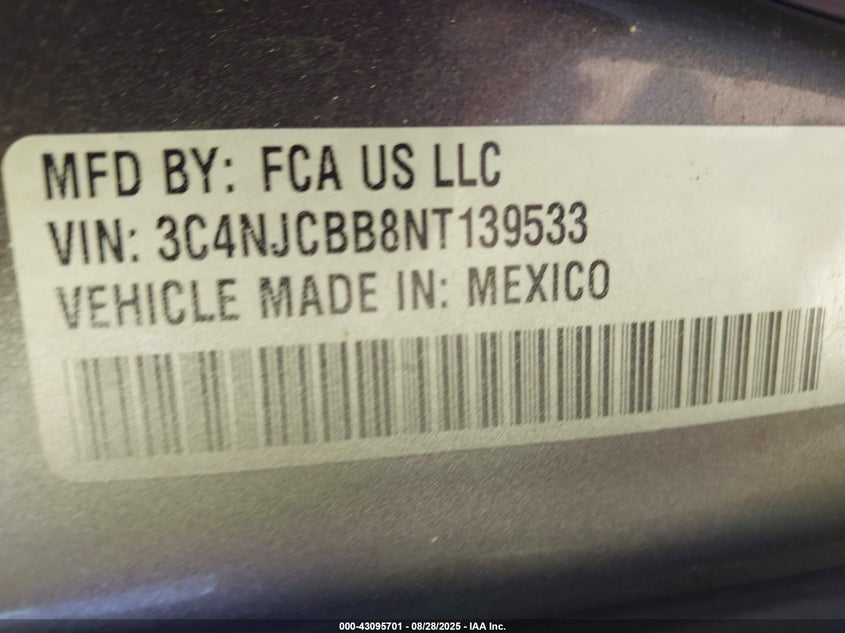 MFD BY: FCA US LLC
VIN: 3C4NJCBB8NT139533
VEHICLE MADE IN: MEXICO
000-43095701 - 08/28/2025 - IAA Inc.